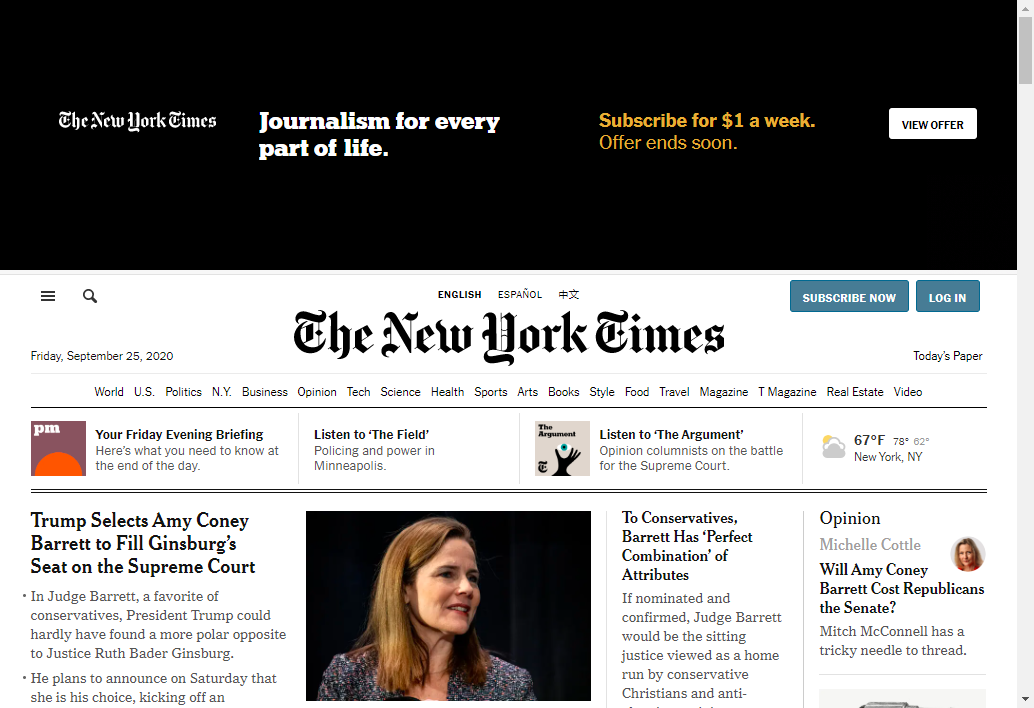 The New York Times
Journalism for every
part of life.
Subscribe for $1 a week.
Offer ends soon.
VIEW OFFER
ENGLISH ESPAÑOL 中文
SUBSCRIBE NOW
LOG IN
The New York Times
Friday, September 25, 2020
Today's Paper
World U.S. Politics N.Y. Business Opinion Tech Science Health Sports Arts Books Style Food Travel Magazine T Magazine Real Estate Video
pm
Your Friday Evening Briefing
Here's what you need to know at
the end of the day.
Listen to ‘The Field’
Policing and power in
Minneapolis.
The
Argument
Listen to ‘The Argument’
Opinion columnists on the battle
for the Supreme Court.
67°F 78° 62°
New York, NY
Trump Selects Amy Coney
Barrett to Fill Ginsburg’s
Seat on the Supreme Court
• In Judge Barrett, a favorite of
conservatives, President Trump could
hardly have found a more polar opposite
to Justice Ruth Bader Ginsburg.
• He plans to announce on Saturday that
she is his choice, kicking off an
To Conservatives,
Barrett Has ‘Perfect
Combination’ of
Attributes
If nominated and
confirmed, Judge Barrett
would be the sitting
justice viewed as a home
run by conservative
Christians and anti-
Opinion
Michelle Cottle
Will Amy Coney
Barrett Cost Republicans
the Senate?
Mitch McConnell has a
tricky needle to thread.